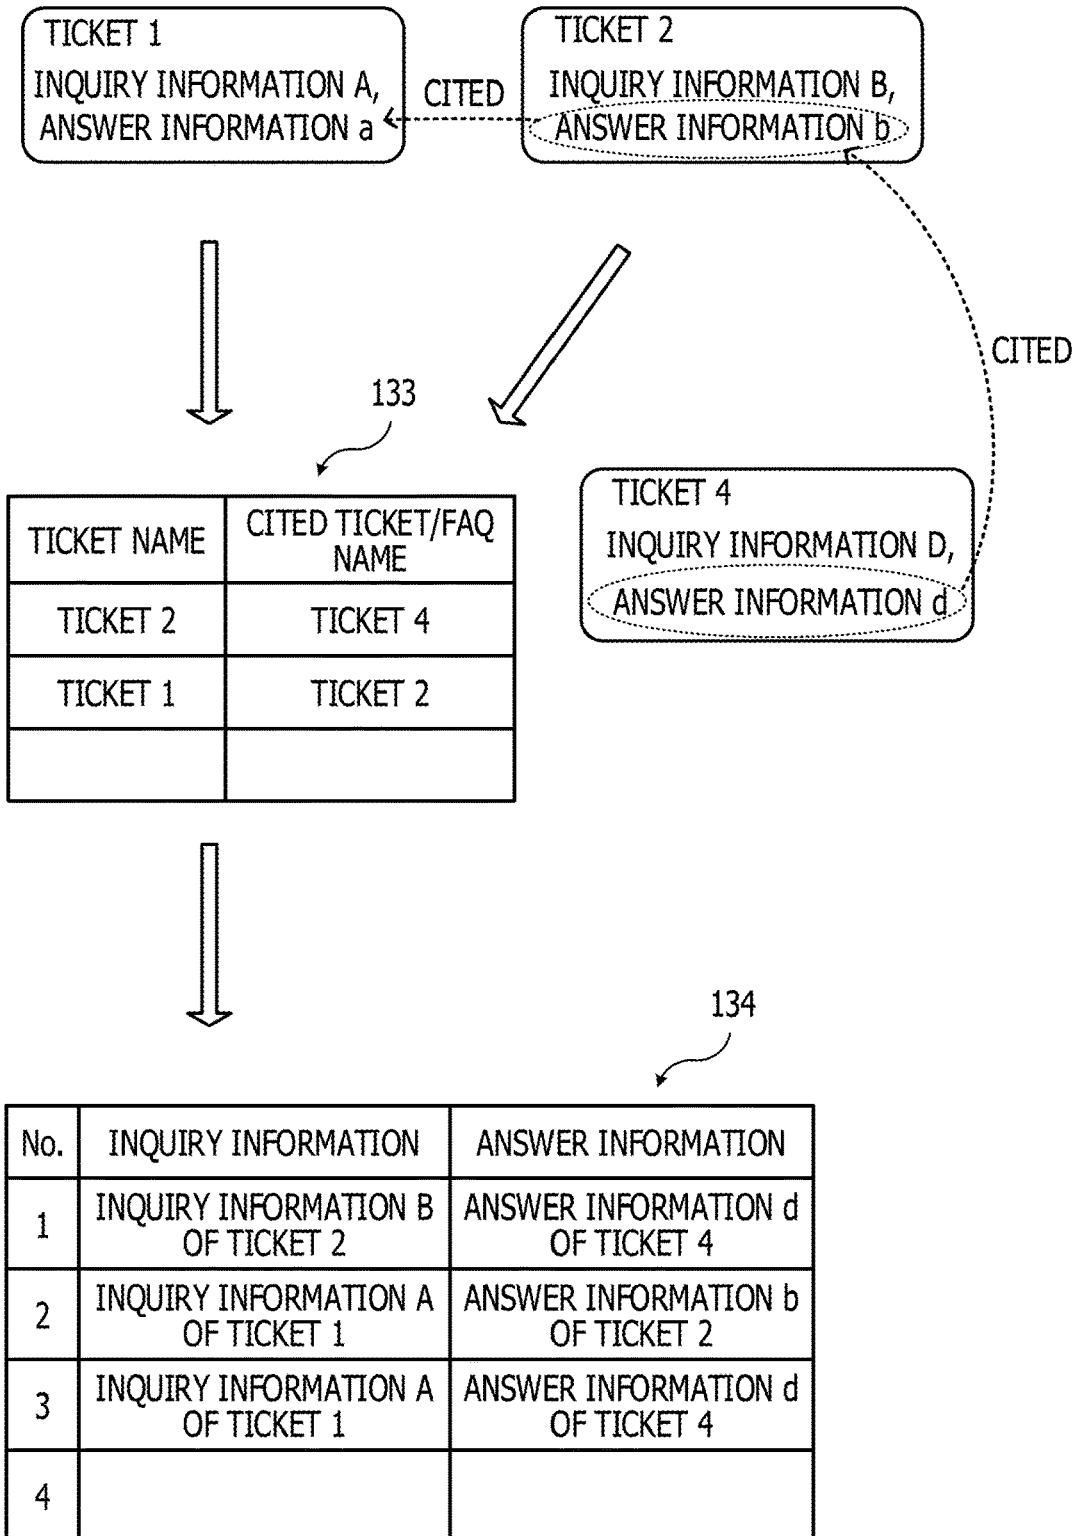 TICKET 1
INQUIRY INFORMATION A,
ANSWER INFORMATION a
CITED
TICKET 2
INQUIRY INFORMATION B,
ANSWER INFORMATION b
CITED
133
TICKET 4
INQUIRY INFORMATION D,
ANSWER INFORMATION d
TICKET NAME
CITED TICKET/FAQ
NAME
TICKET 2
TICKET 4
TICKET 1
TICKET 2
134
No.
INQUIRY INFORMATION
ANSWER INFORMATION
1
INQUIRY INFORMATION B
OF TICKET 2
ANSWER INFORMATION d
OF TICKET 4
2
INQUIRY INFORMATION A
OF TICKET 1
ANSWER INFORMATION b
OF TICKET 2
3
INQUIRY INFORMATION A
OF TICKET 1
ANSWER INFORMATION d
OF TICKET 4
4